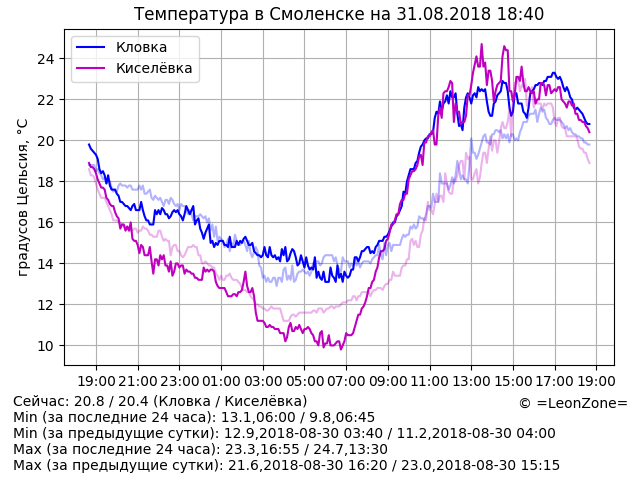 Температура в Смоленске на 31.08.2018 18:40
Кловка
Киселёвка
градусов Цельсия, °C
24
22
20
18
16
14
12
10
19:00 21:00 23:00 01:00 03:00 05:00 07:00 09:00 11:00 13:00 15:00 17:00 19:00
Сейчас: 20.8 / 20.4 (Кловка / Киселёвка)
© =LeonZone=
Min (за последние 24 часа): 13.1,06:00 / 9.8,06:45
Min (за предыдущие сутки): 12.9,2018-08-30 03:40 / 11.2,2018-08-30 04:00
Max (за последние 24 часа): 23.3,16:55 / 24.7,13:30
Max (за предыдущие сутки): 21.6,2018-08-30 16:20 / 23.0,2018-08-30 15:15